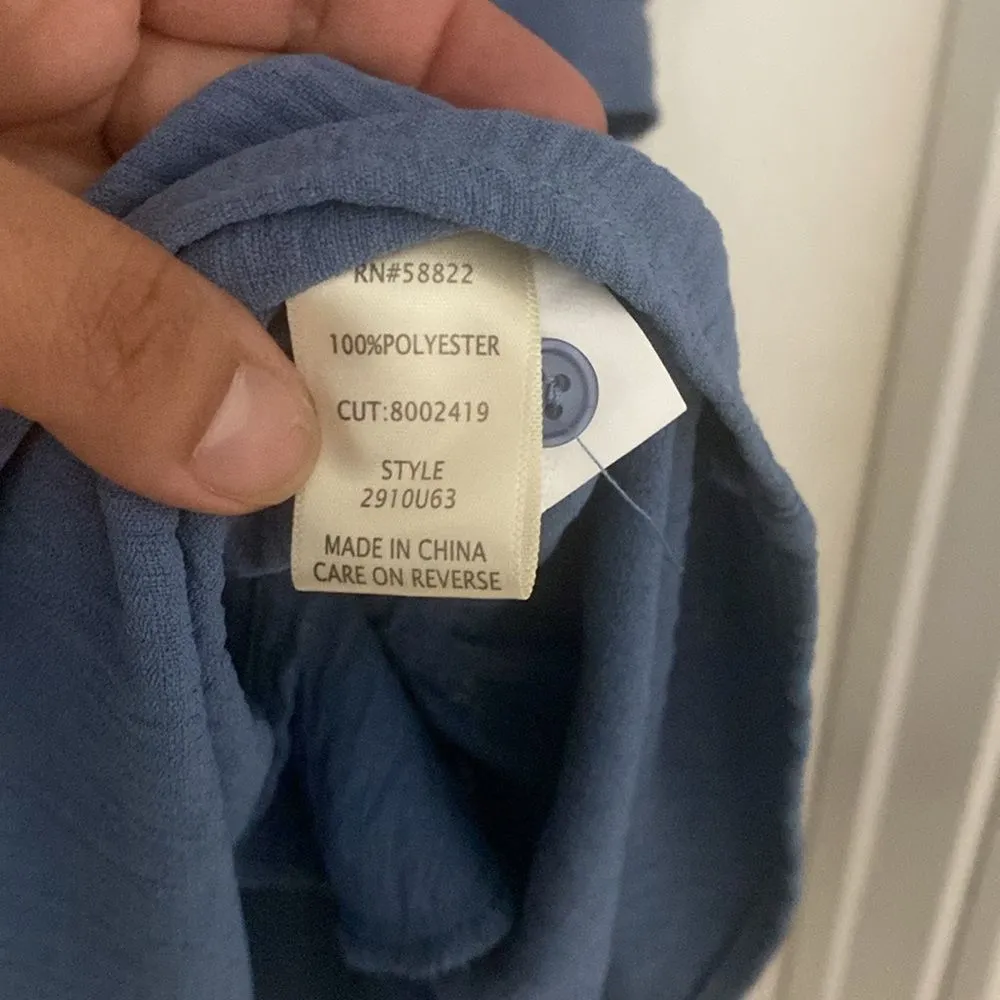 RN#58822
100%POLYESTER
CUT:8002419
STYLE
2910U63
MADE IN CHINA
CARE ON REVERSE